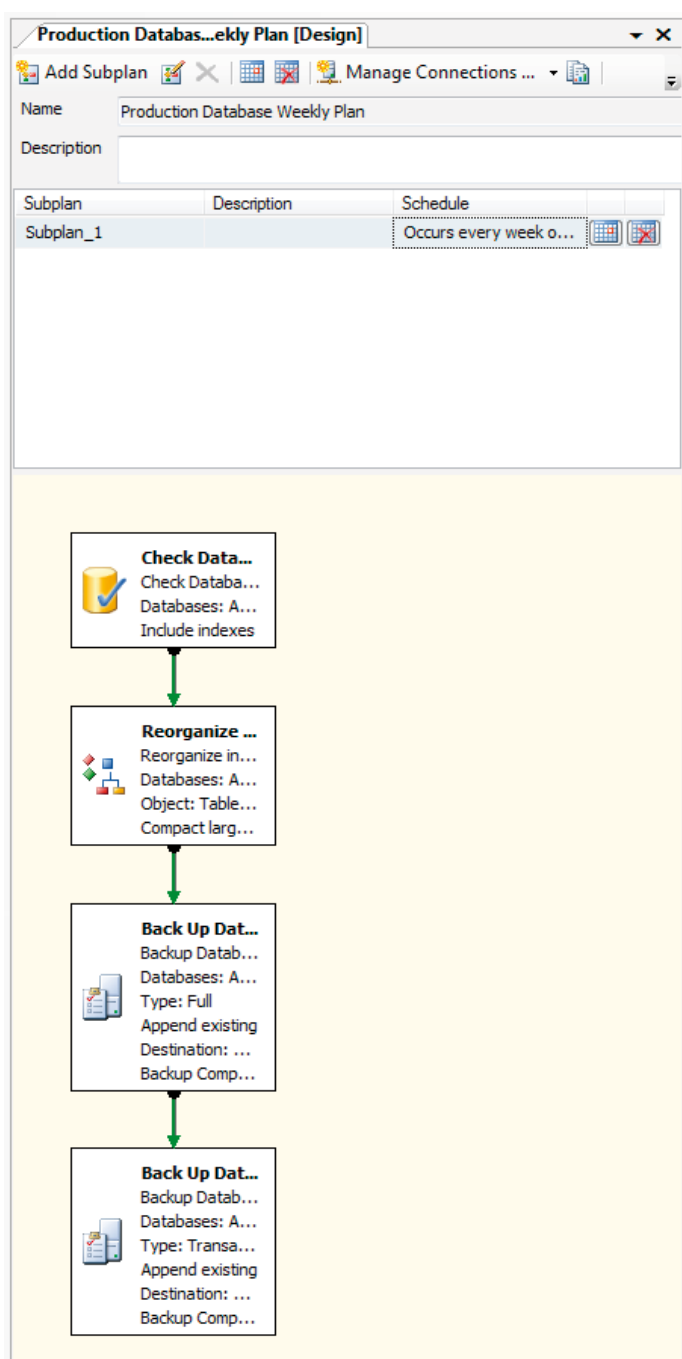 Production Databas...ekly Plan [Design]
Add Subplan Manage Connections ...
Name Production Database Weekly Plan
Description
Subplan Description Schedule
Subplan_1 Occurs every week o...
Check Data...
Check Databa...
Databases: A...
Include indexes
Reorganize ...
Reorganize in...
Databases: A...
Object: Table...
Compact larg...
Back Up Dat...
Backup Datab...
Databases: A...
Type: Full
Append existing
Destination: ...
Backup Comp...
Back Up Dat...
Backup Datab...
Databases: A...
Type: Transa...
Append existing
Destination: ...
Backup Comp...